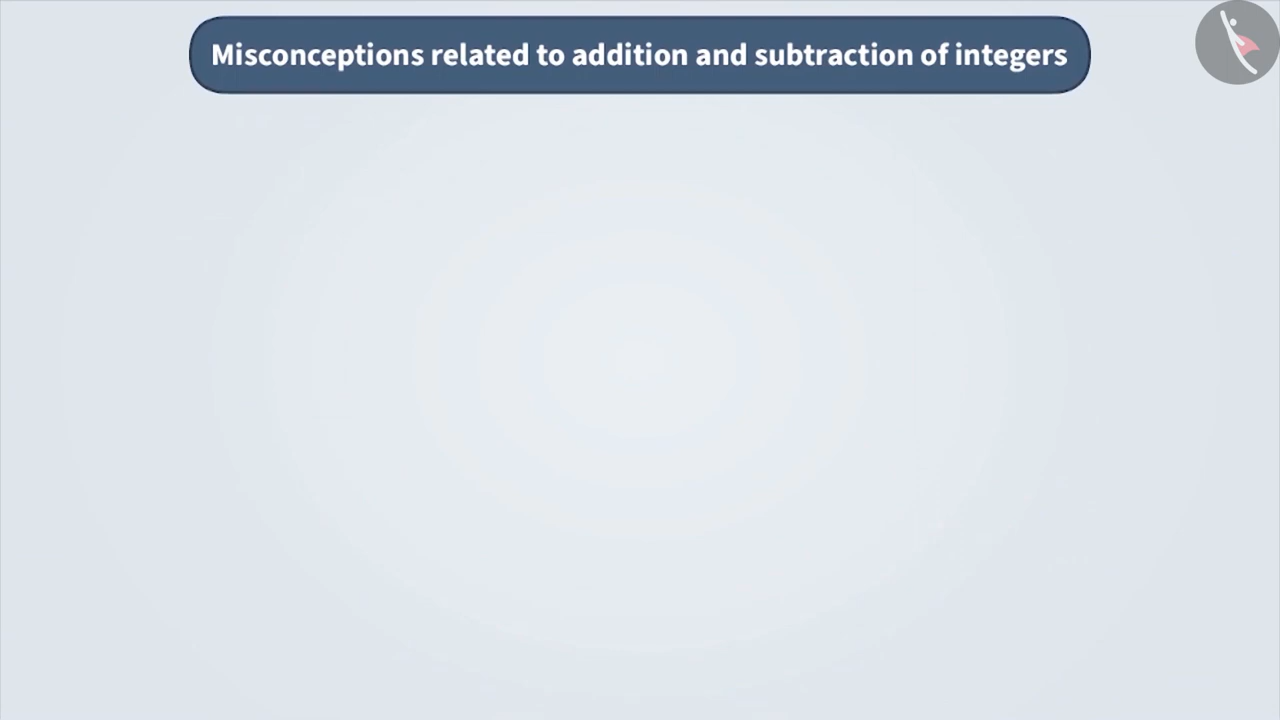 Misconceptions related to addition and subtraction of integers